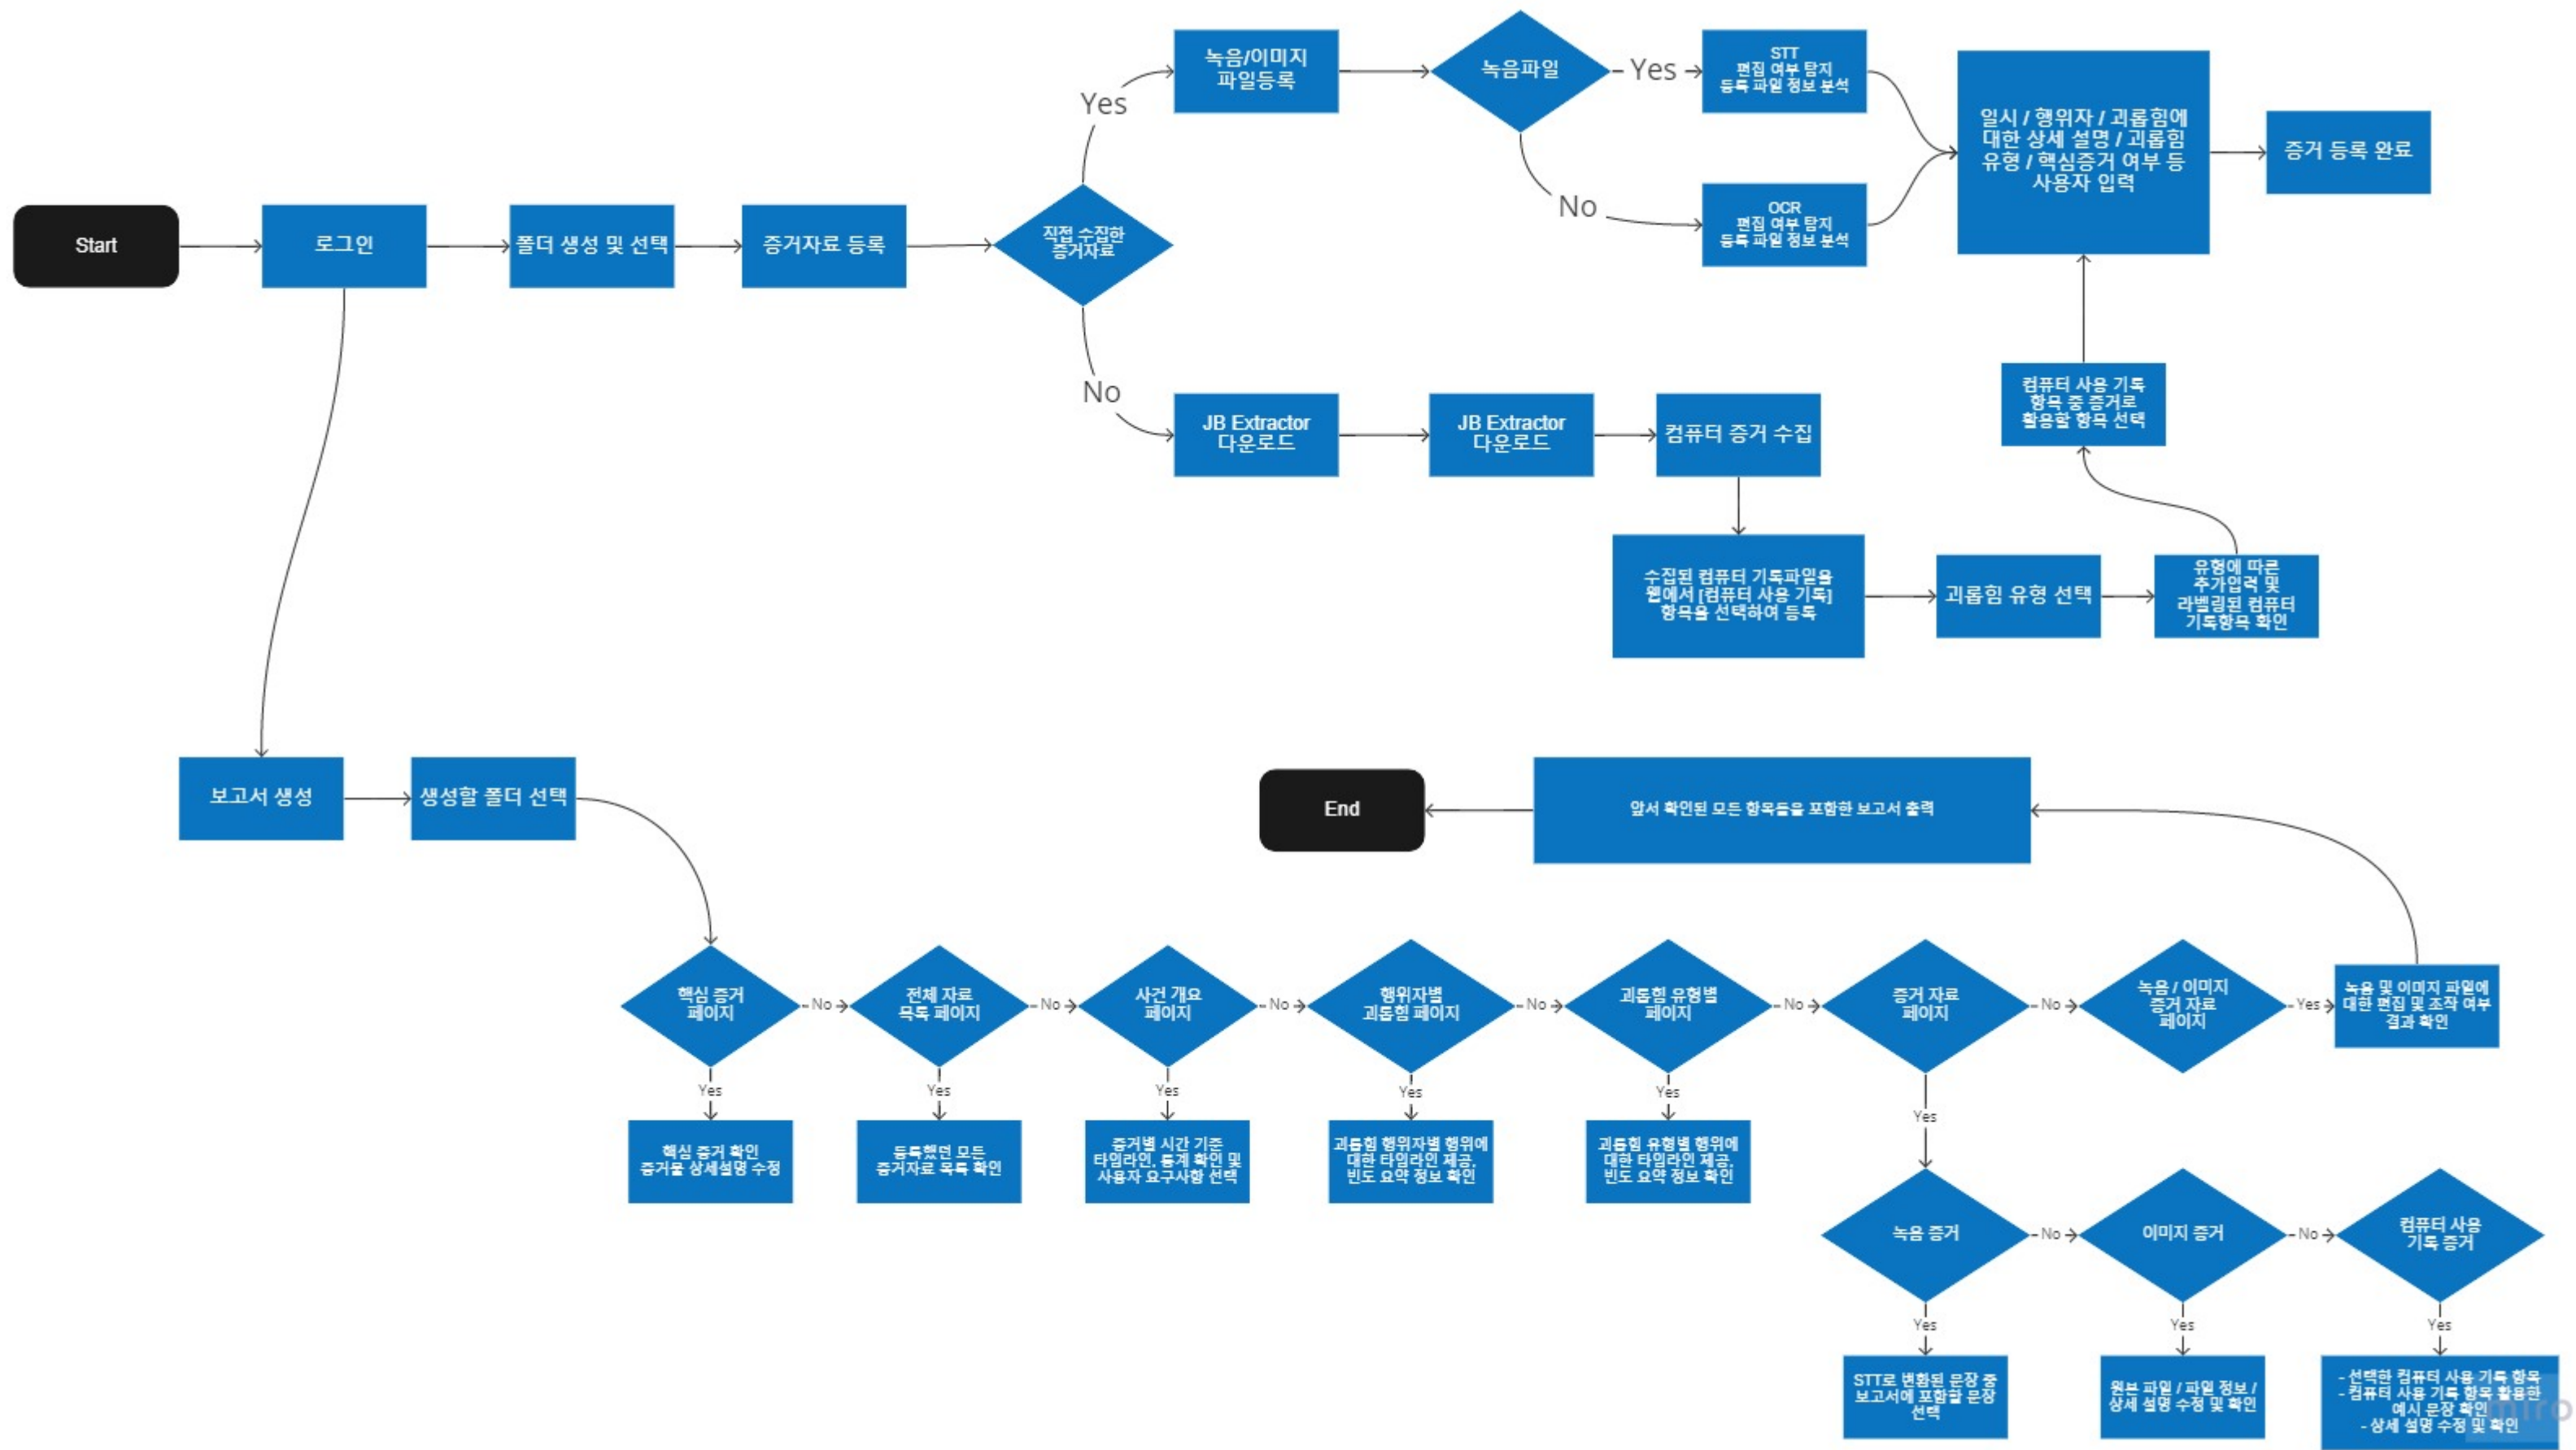 Start
로그인
폴더 생성 및 선택
증거자료 등록
직접 수집한
증거자료
Yes
녹음/이미지
파일등록
녹음파일
Yes
STT
편집 여부 탐지
등록 파일 정보 분석
No
OCR
편집 여부 탐지
등록 파일 정보 분석
일시 / 행위자 / 괴롭힘에
대한 상세 설명 / 괴롭힘
유형 / 핵심증거 여부 등
사용자 입력
증거 등록 완료
No
JB Extractor
다운로드
JB Extractor
다운로드
컴퓨터 증거 수집
수집된 컴퓨터 기록파일을
웹에서 [컴퓨터 사용 기록]
항목을 선택하여 등록
괴롭힘 유형 선택
유형에 따른
추가입력 및
라벨링된 컴퓨터
기록항목 확인
컴퓨터 사용 기록
항목 중 증거로
활용할 항목 선택
보고서 생성
생성할 폴더 선택
End
앞서 확인된 모든 항목들을 포함한 보고서 출력
핵심 증거
페이지
No
전체 자료
목록 페이지
No
사건 개요
페이지
No
행위자별
괴롭힘 페이지
No
괴롭힘 유형별
페이지
No
증거 자료
페이지
No
녹음 / 이미지
증거 자료
페이지
Yes
녹음 및 이미지 파일에
대한 편집 및 조작 여부
결과 확인
Yes
Yes
Yes
Yes
Yes
Yes
핵심 증거 확인
증거물 상세설명 수정
등록했던 모든
증거자료 목록 확인
증거별 시간 기준
타임라인, 통계 확인 및
사용자 요구사항 선택
괴롭힘 행위자별 행위에
대한 타임라인 제공,
빈도 요약 정보 확인
괴롭힘 유형별 행위에
대한 타임라인 제공,
빈도 요약 정보 확인
녹음 증거
No
이미지 증거
No
컴퓨터 사용
기록 증거
Yes
Yes
Yes
STT로 변환된 문장 중
보고서에 포함할 문장
선택
원본 파일 / 파일 정보 /
상세 설명 수정 및 확인
- 선택한 컴퓨터 사용 기록 항목
- 컴퓨터 사용 기록 항목 활용한
예시 문장 확인
- 상세 설명 수정 및 확인
miro